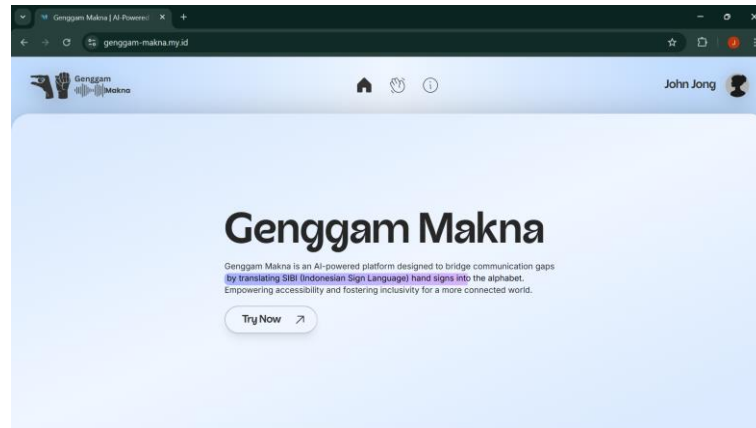 Genggam Makna | AI-Powered
genggam-makna.my.id
Genggam
Makna
John Jong
Genggam Makna
Genggam Makna is an AI-powered platform designed to bridge communication gaps
by translating SIBI (Indonesian Sign Language) hand signs into the alphabet.
Empowering accessibility and fostering inclusivity for a more connected world.
Try Now